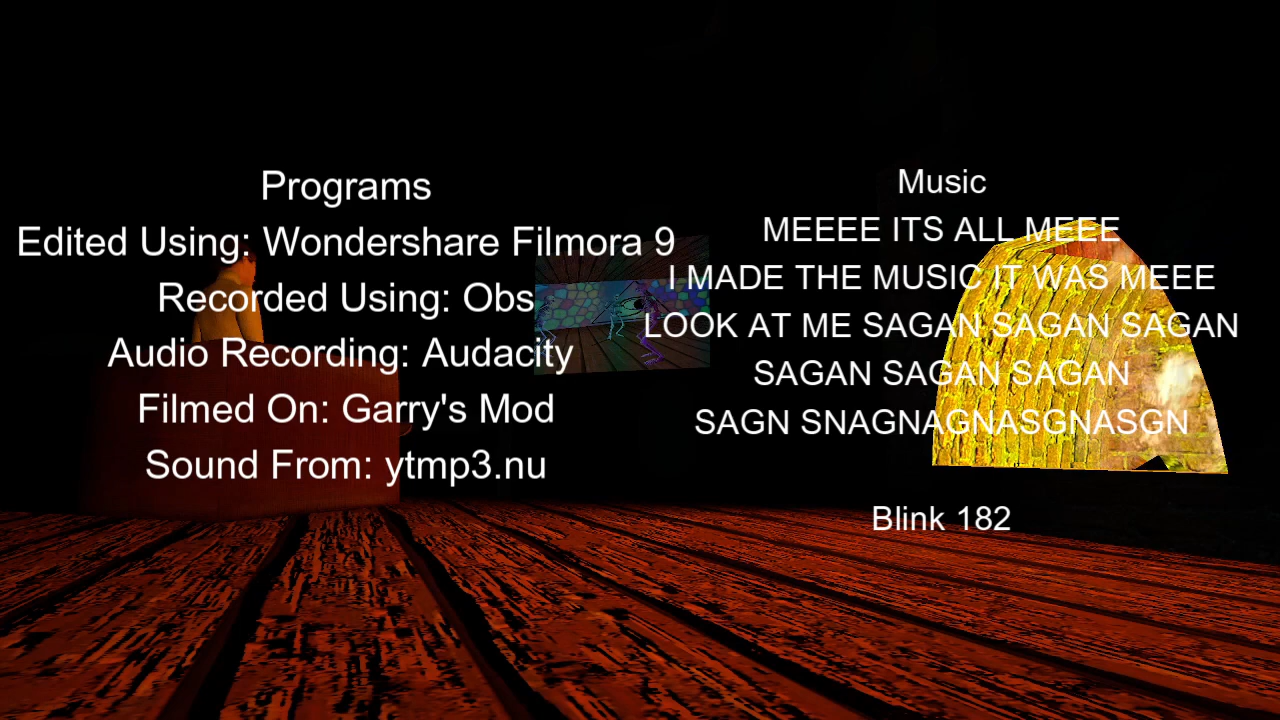 Programs
Edited Using: Wondershare Filmora 9
Recorded Using: Obs
Audio Recording: Audacity
Filmed On: Garry's Mod
Sound From: ytmp3.nu
Music
MEEEE ITS ALL MEEE
I MADE THE MUSIC IT WAS MEEE
LOOK AT ME SAGAN SAGAN SAGAN
SAGAN SAGAN SAGAN
SAGN SNAGNAGNASGNASGN
Blink 182